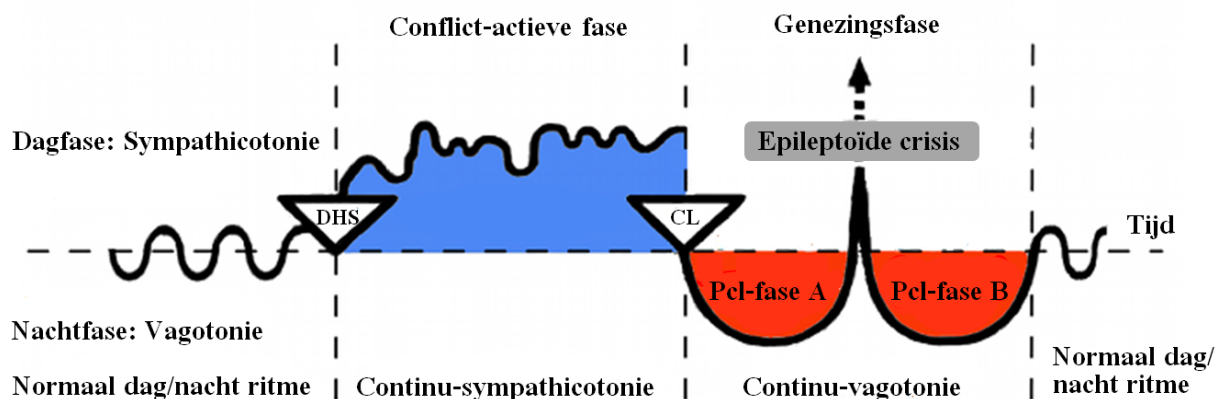 Conflict-actieve fase
Genezingsfase
Dagfase: Sympathicotonie
Epileptoïde crisis
DHS
CL
Tijd
Pcl-fase A
Pcl-fase B
Nachtfase: Vagotonie
Normaal dag/nacht ritme
Continu-sympathicotonie
Continu-vagotonie
Normaal dag/
nacht ritme